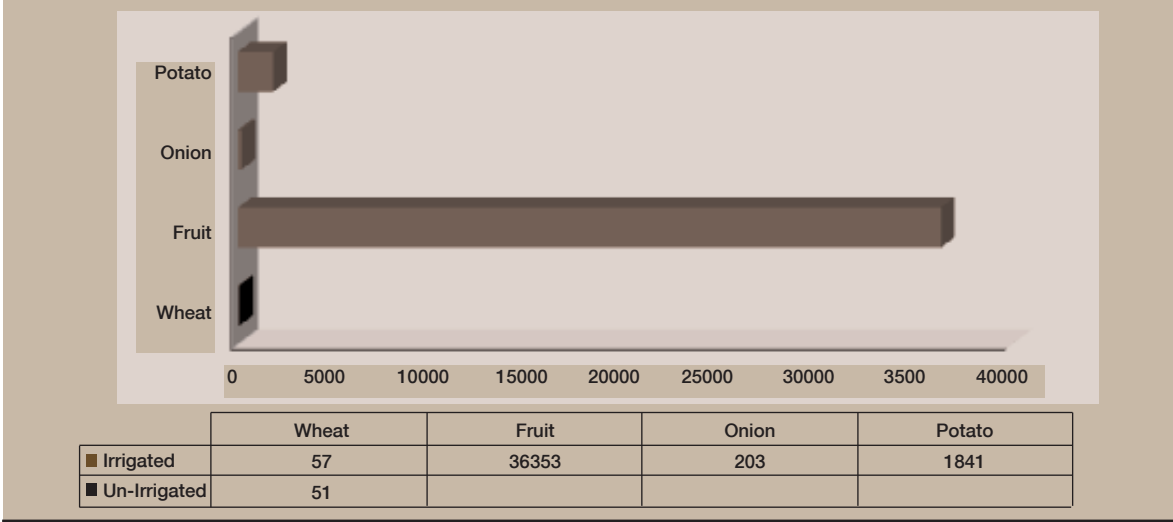 Potato
Onion
Fruit
Wheat
0 5000 10000 15000 20000 25000 30000 3500 40000
Wheat Fruit Onion Potato
Irrigated 57 36353 203 1841
Un-Irrigated 51